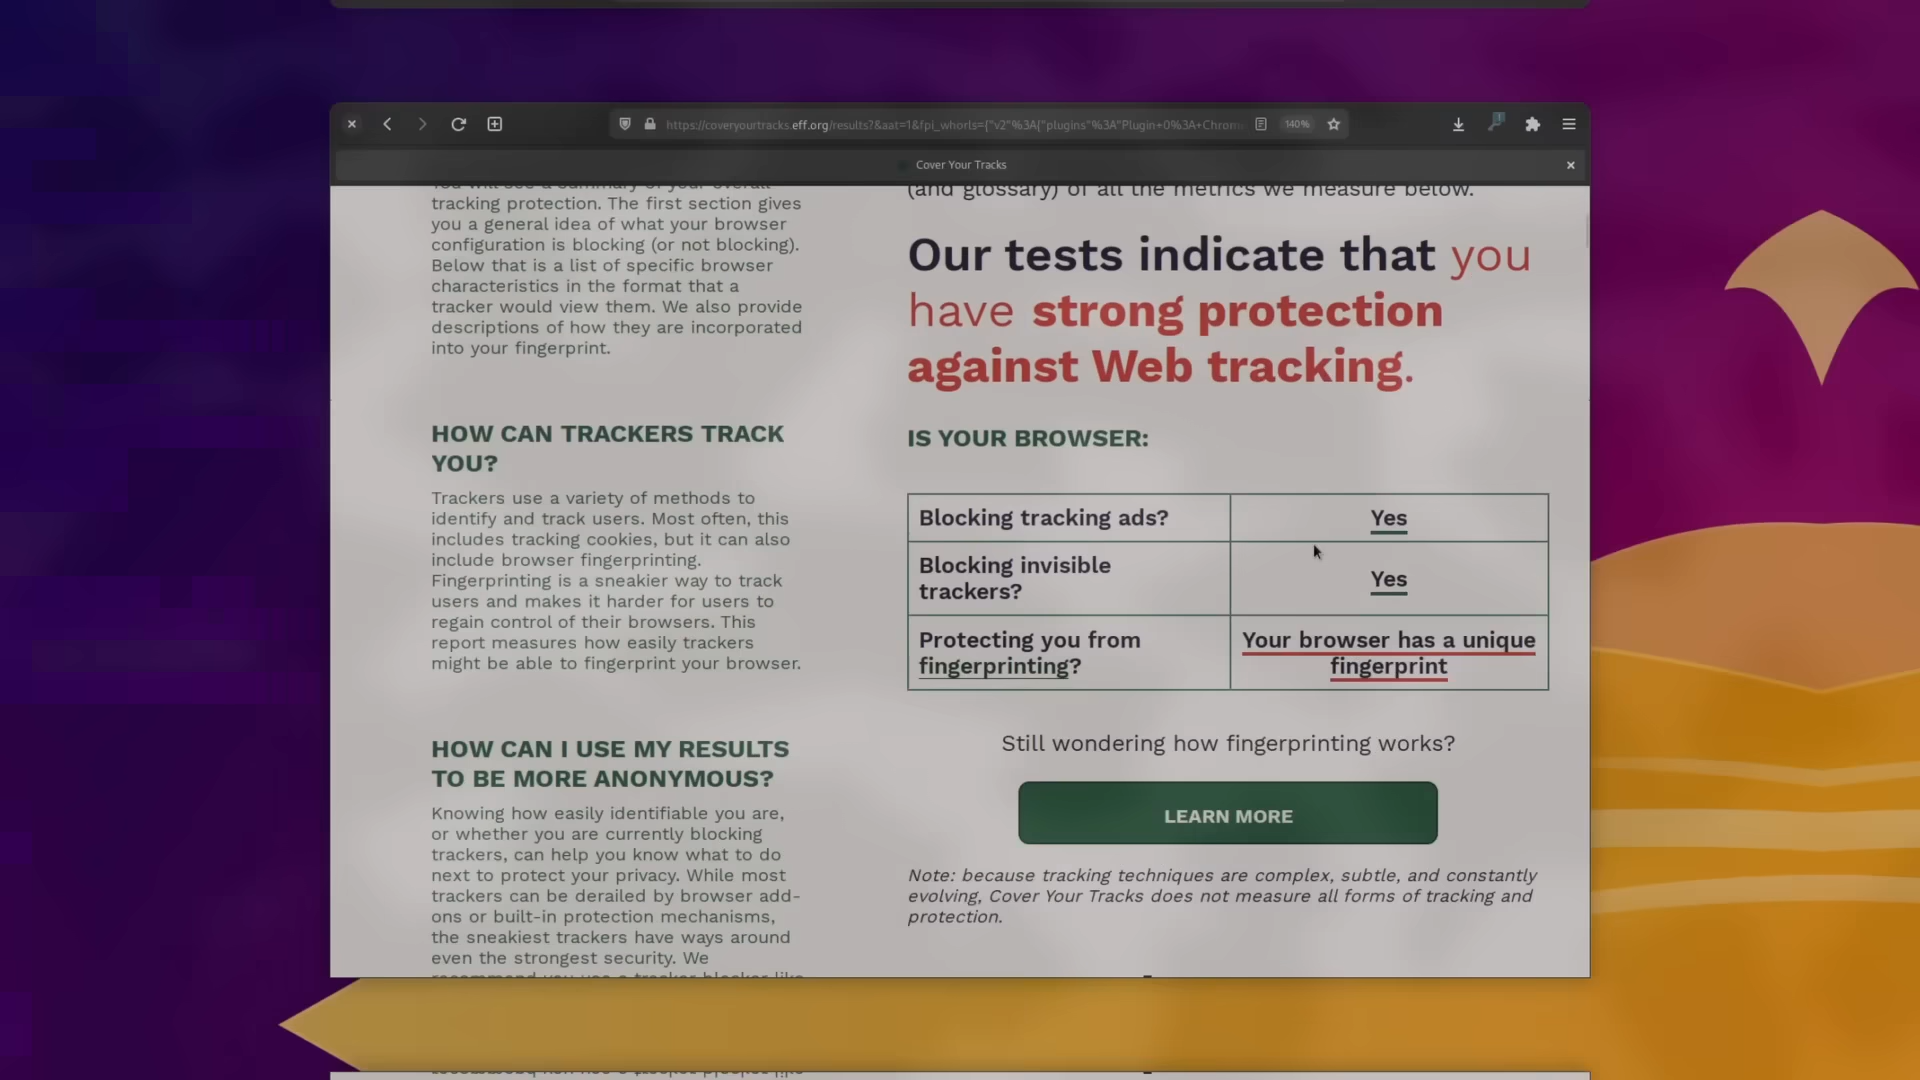 https://coveryourtracks.eff.org/results?&aat=1&fpi_whorls={"v2"%3A{"plugins"%3A"Plugin+0%3A+Chrom
140%
Cover Your Tracks
You will see a summary of your overall
tracking protection. The first section gives
you a general idea of what your browser
configuration is blocking (or not blocking).
Below that is a list of specific browser
characteristics in the format that a
tracker would view them. We also provide
descriptions of how they are incorporated
into your fingerprint.
HOW CAN TRACKERS TRACK
YOU?
Trackers use a variety of methods to
identify and track users. Most often, this
includes tracking cookies, but it can also
include browser fingerprinting.
Fingerprinting is a sneakier way to track
users and makes it harder for users to
regain control of their browsers. This
report measures how easily trackers
might be able to fingerprint your browser.
HOW CAN I USE MY RESULTS
TO BE MORE ANONYMOUS?
Knowing how easily identifiable you are,
or whether you are currently blocking
trackers, can help you know what to do
next to protect your privacy. While most
trackers can be derailed by browser add-
ons or built-in protection mechanisms,
the sneakiest trackers have ways around
even the strongest security. We
recommend you use a tracker blocker like
(and glossary) of all the metrics we measure below.
Our tests indicate that you
have strong protection
against Web tracking.
IS YOUR BROWSER:
Blocking tracking ads?
Yes
Blocking invisible
trackers?
Yes
Protecting you from
fingerprinting?
Your browser has a unique
fingerprint
Still wondering how fingerprinting works?
LEARN MORE
Note: because tracking techniques are complex, subtle, and constantly
evolving, Cover Your Tracks does not measure all forms of tracking and
protection.